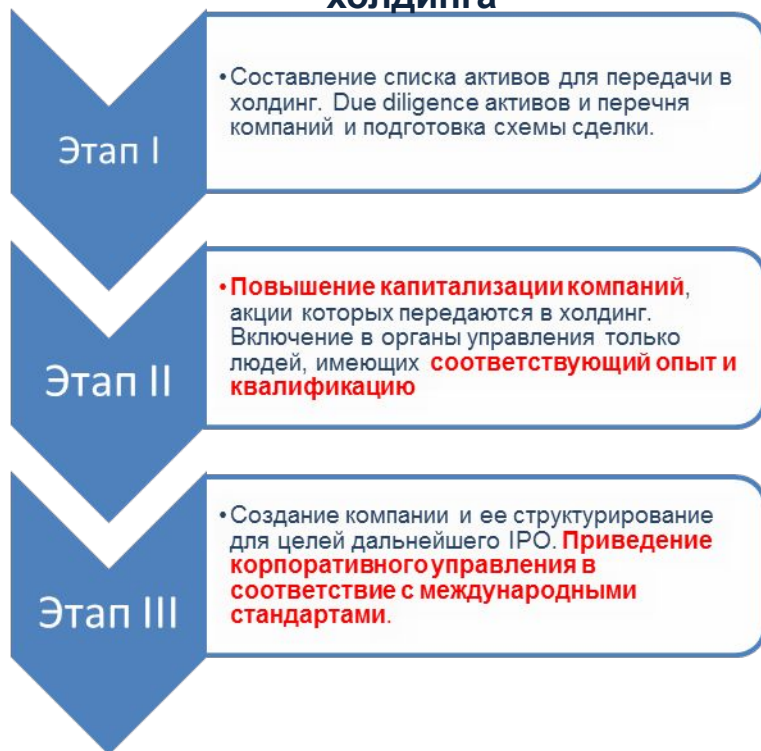 холдинга
Этап I
•Составление списка активов для передачи в
холдинг. Due diligence активов и перечня
компаний и подготовка схемы сделки.
Этап II
•Повышение капитализации компаний,
акции которых передаются в холдинг.
Включение в органы управления только
людей, имеющих соответствующий опыт и
квалификацию
Этап III
•Создание компании и ее структурирование
для целей дальнейшего IPO. Приведение
корпоративного управления в
соответствие с международными
стандартами.